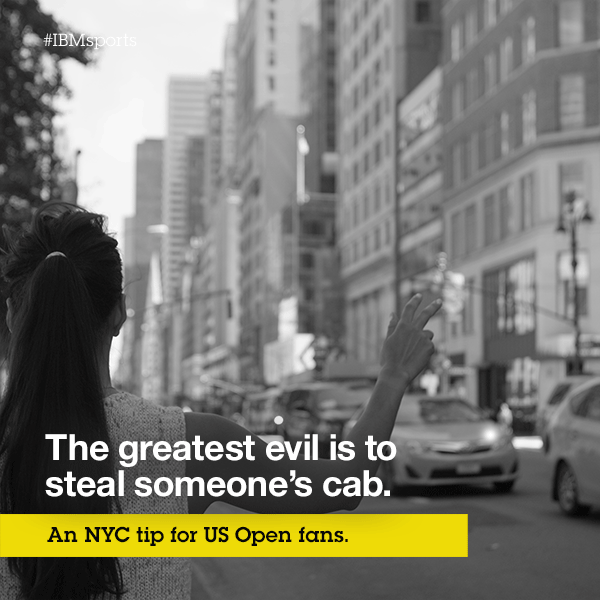 #IBMsports
The greatest evil is to
steal someone's cab.
An NYC tip for US Open fans.